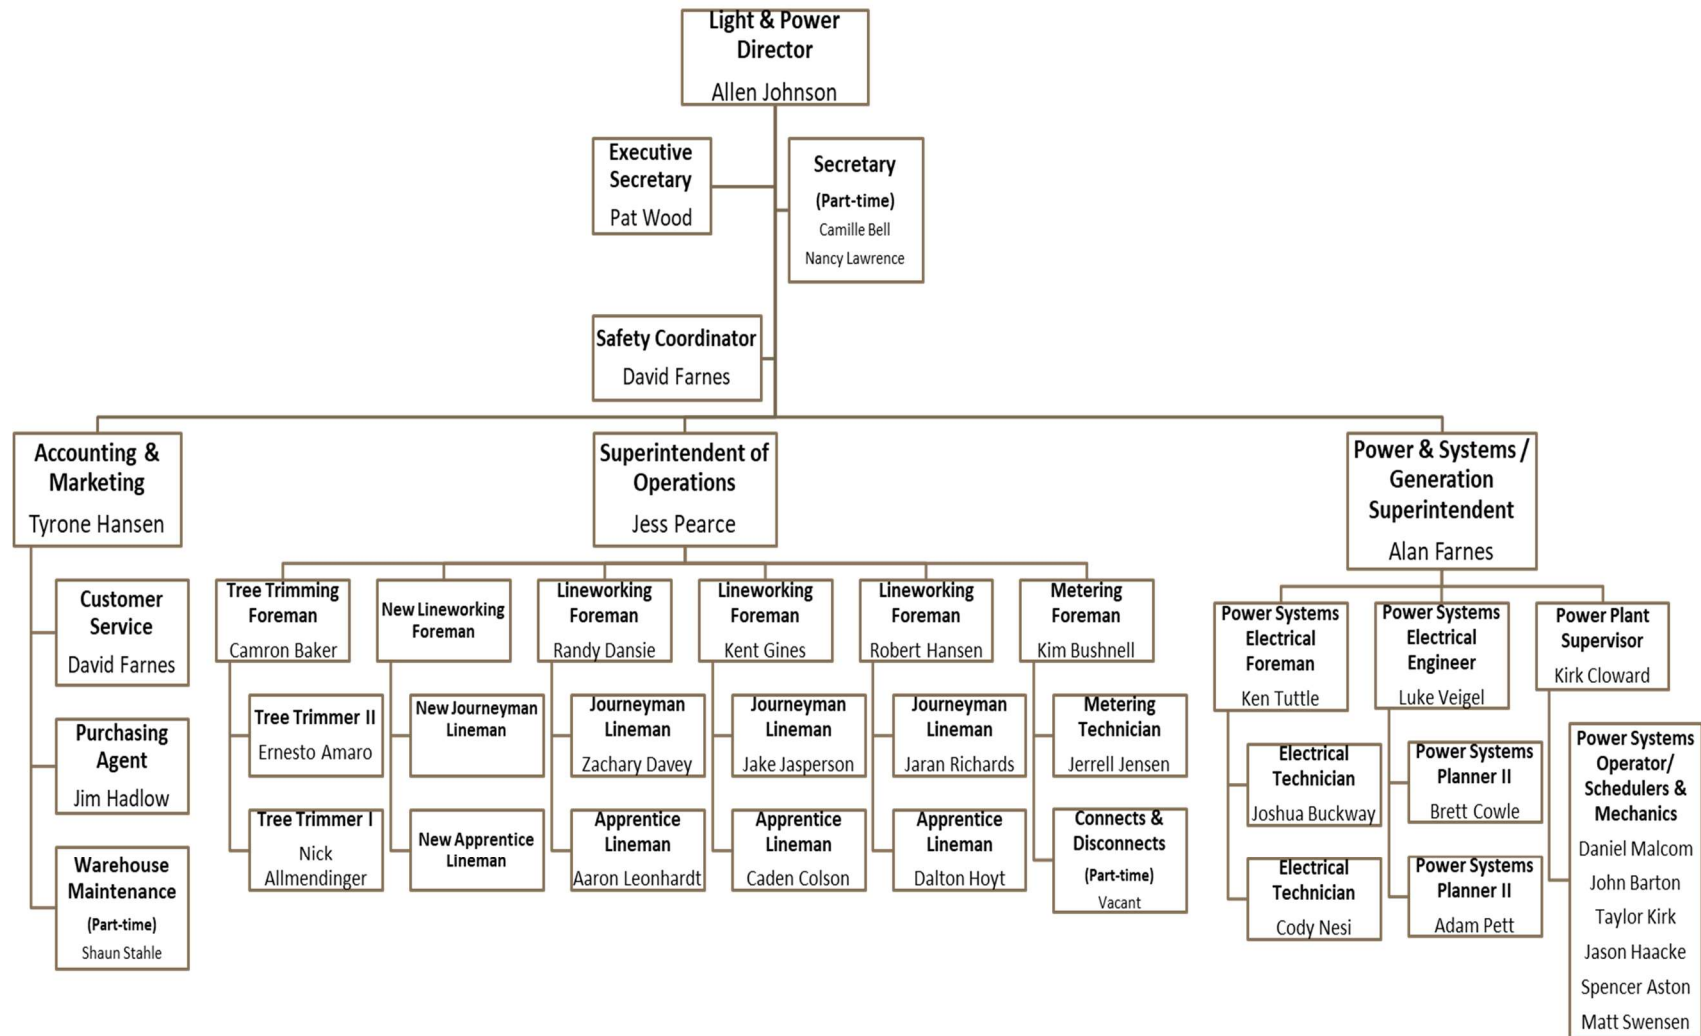 Light & Power
Director
Allen Johnson
Executive
Secretary
Pat Wood
Secretary
(Part-time)
Camille Bell
Nancy Lawrence
Safety Coordinator
David Farnes
Accounting &
Marketing
Tyrone Hansen
Customer
Service
David Farnes
Purchasing
Agent
Jim Hadlow
Warehouse
Maintenance
(Part-time)
Shaun Stahle
Superintendent of
Operations
Jess Pearce
Tree Trimming
Foreman
Camron Baker
Tree Trimmer II
Ernesto Amaro
Tree Trimmer I
Nick
Allmendinger
New Lineworking
Foreman
New Journeyman
Lineman
New Apprentice
Lineman
Lineworking
Foreman
Randy Dansie
Journeyman
Lineman
Zachary Davey
Apprentice
Lineman
Aaron Leonhardt
Lineworking
Foreman
Kent Gines
Journeyman
Lineman
Jake Jasperson
Apprentice
Lineman
Caden Colson
Lineworking
Foreman
Robert Hansen
Journeyman
Lineman
Jaran Richards
Apprentice
Lineman
Dalton Hoyt
Metering
Foreman
Kim Bushnell
Metering
Technician
Jerrell Jensen
Connects &
Disconnects
(Part-time)
Vacant
Power & Systems /
Generation
Superintendent
Alan Farnes
Power Systems
Electrical
Foreman
Ken Tuttle
Electrical
Technician
Joshua Buckway
Electrical
Technician
Cody Nesi
Power Systems
Electrical
Engineer
Luke Veigel
Power Systems
Planner II
Brett Cowle
Power Systems
Planner II
Adam Pett
Power Plant
Supervisor
Kirk Cloward
Power Systems
Operator/
Schedulers &
Mechanics
Daniel Malcom
John Barton
Taylor Kirk
Jason Haacke
Spencer Aston
Matt Swensen